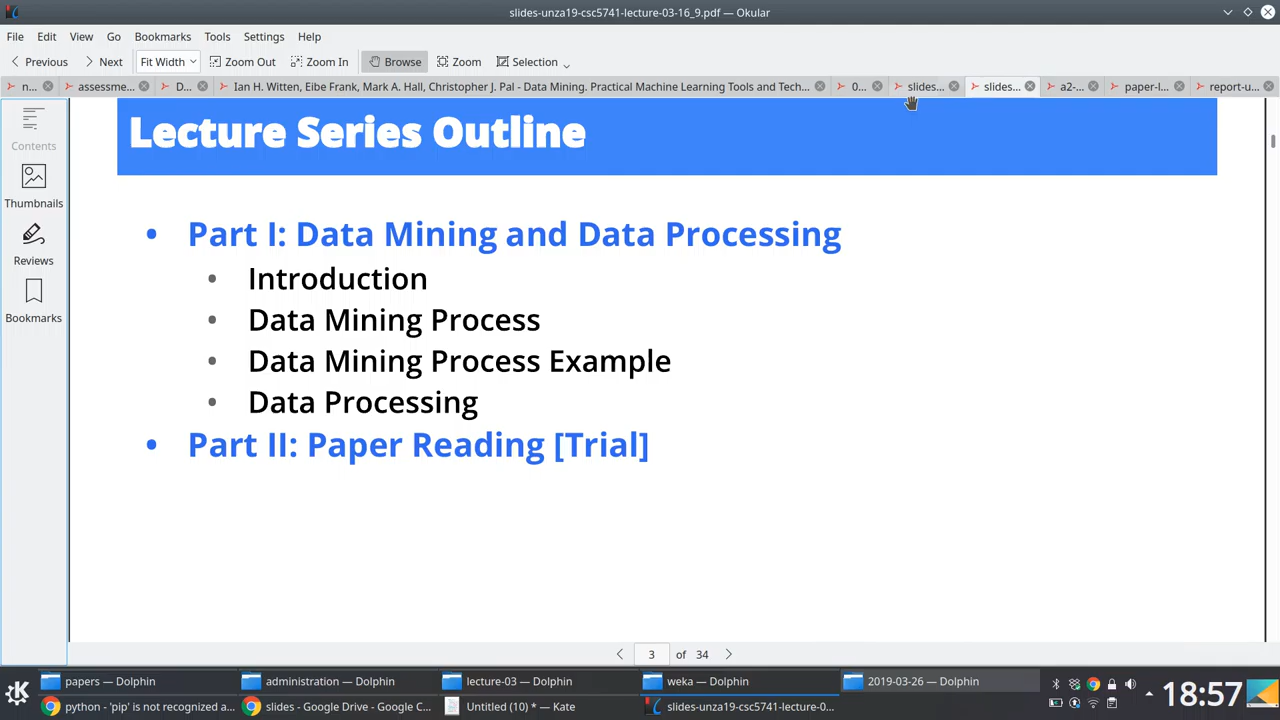 slides-unza19-csc5741-lecture-03-16_9.pdf — Okular
File Edit View Go Bookmarks Tools Settings Help
Previous Next Fit Width Zoom Out Zoom In Browse Zoom Selection
n... assessme... D... Ian H. Witten, Eibe Frank, Mark A. Hall, Christopher J. Pal - Data Mining. Practical Machine Learning Tools and Tech... 0... slides... slides... a2-... paper-l... report-u...
Contents
Thumbnails
Reviews
Bookmarks
Lecture Series Outline
• Part I: Data Mining and Data Processing
• Introduction
• Data Mining Process
• Data Mining Process Example
• Data Processing
• Part II: Paper Reading [Trial]
3 of 34
papers — Dolphin administration — Dolphin lecture-03 — Dolphin weka — Dolphin 2019-03-26 — Dolphin
python - 'pip' is not recognized a... slides - Google Drive - Google C... Untitled (10) * — Kate slides-unza19-csc5741-lecture-0...
18:57